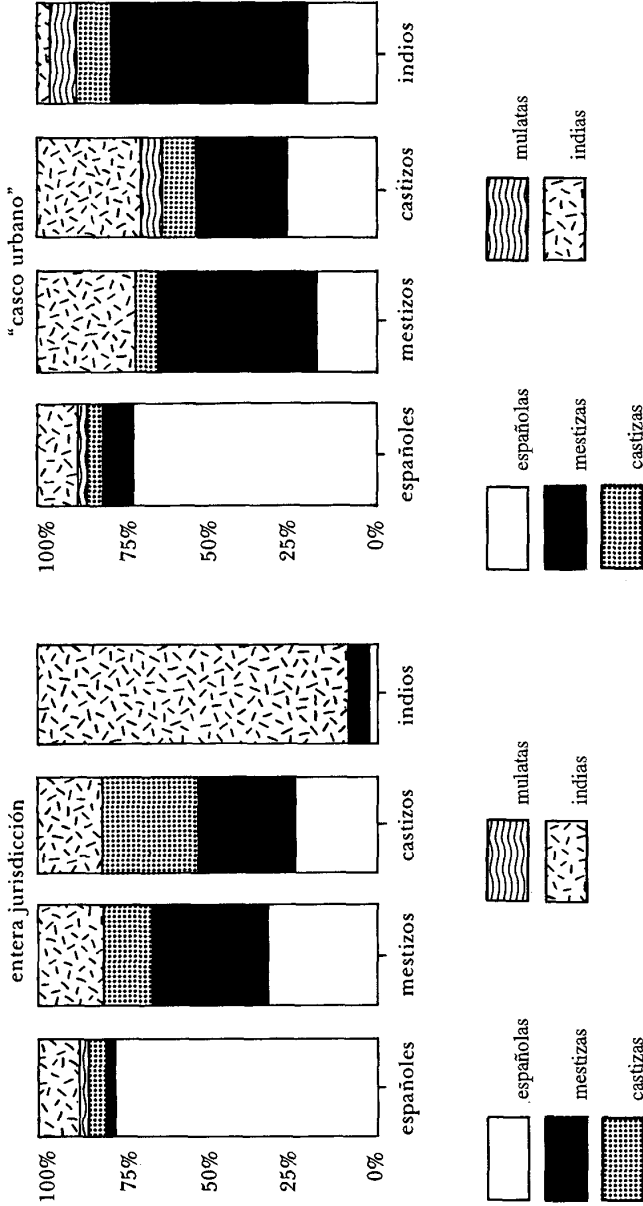 entera jurisdicción
100%
75%
50%
25%
0%
españoles
mestizos
castizos
indios
españolas
mestizas
castizas
mulatas
indias
"casco urbano"
100%
75%
50%
25%
0%
españoles
mestizos
castizos
indios
españolas
mestizas
castizas
mulatas
indias